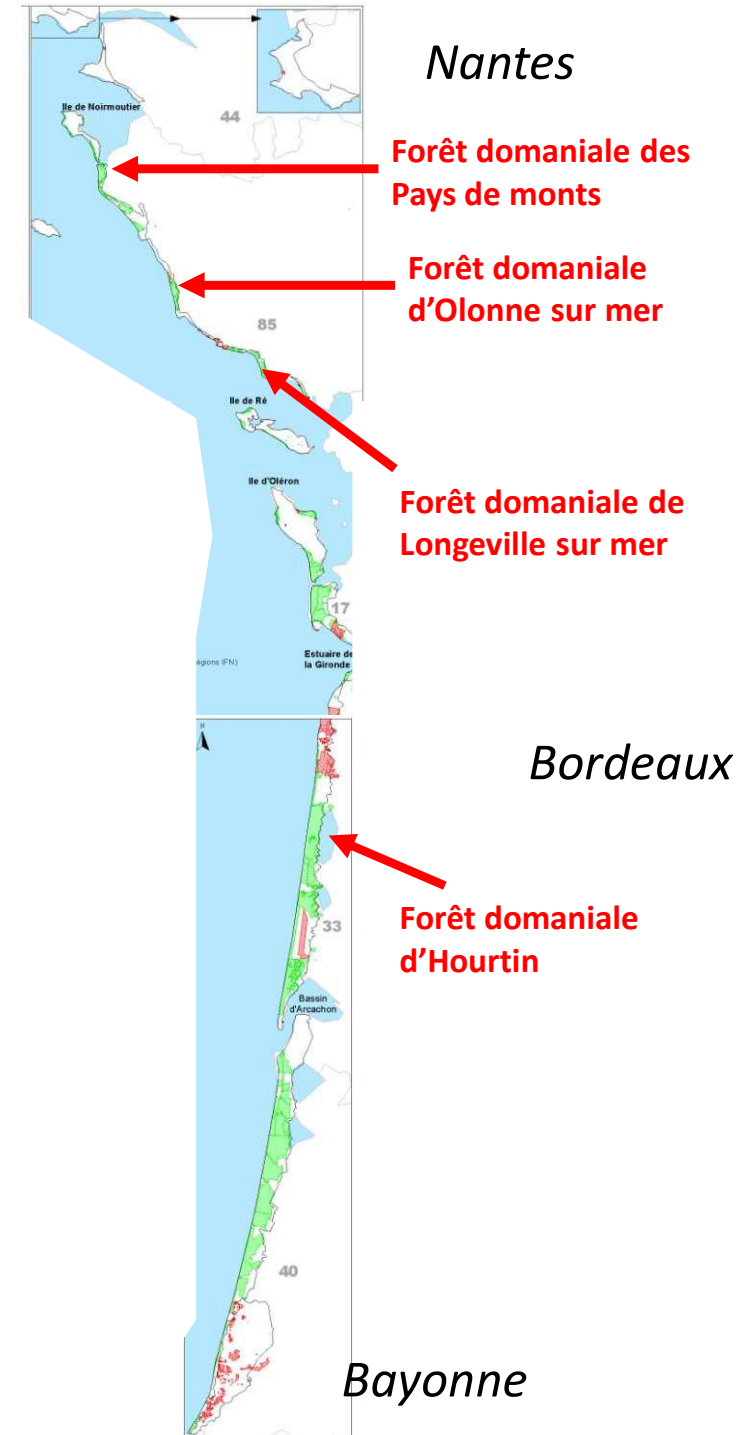 Nantes
Ile de Noirmoutier
44
Forêt domaniale des
Pays de monts
Forêt domaniale
d'Olonne sur mer
85
Ile de Ré
Ile d'Oléron
Forêt domaniale de
Longeville sur mer
17
Estuaire de
la Gironde
égions IFN)
N
Bordeaux
Forêt domaniale
d'Hourtin
33
Bassin
d'Arcachon
40
Bayonne